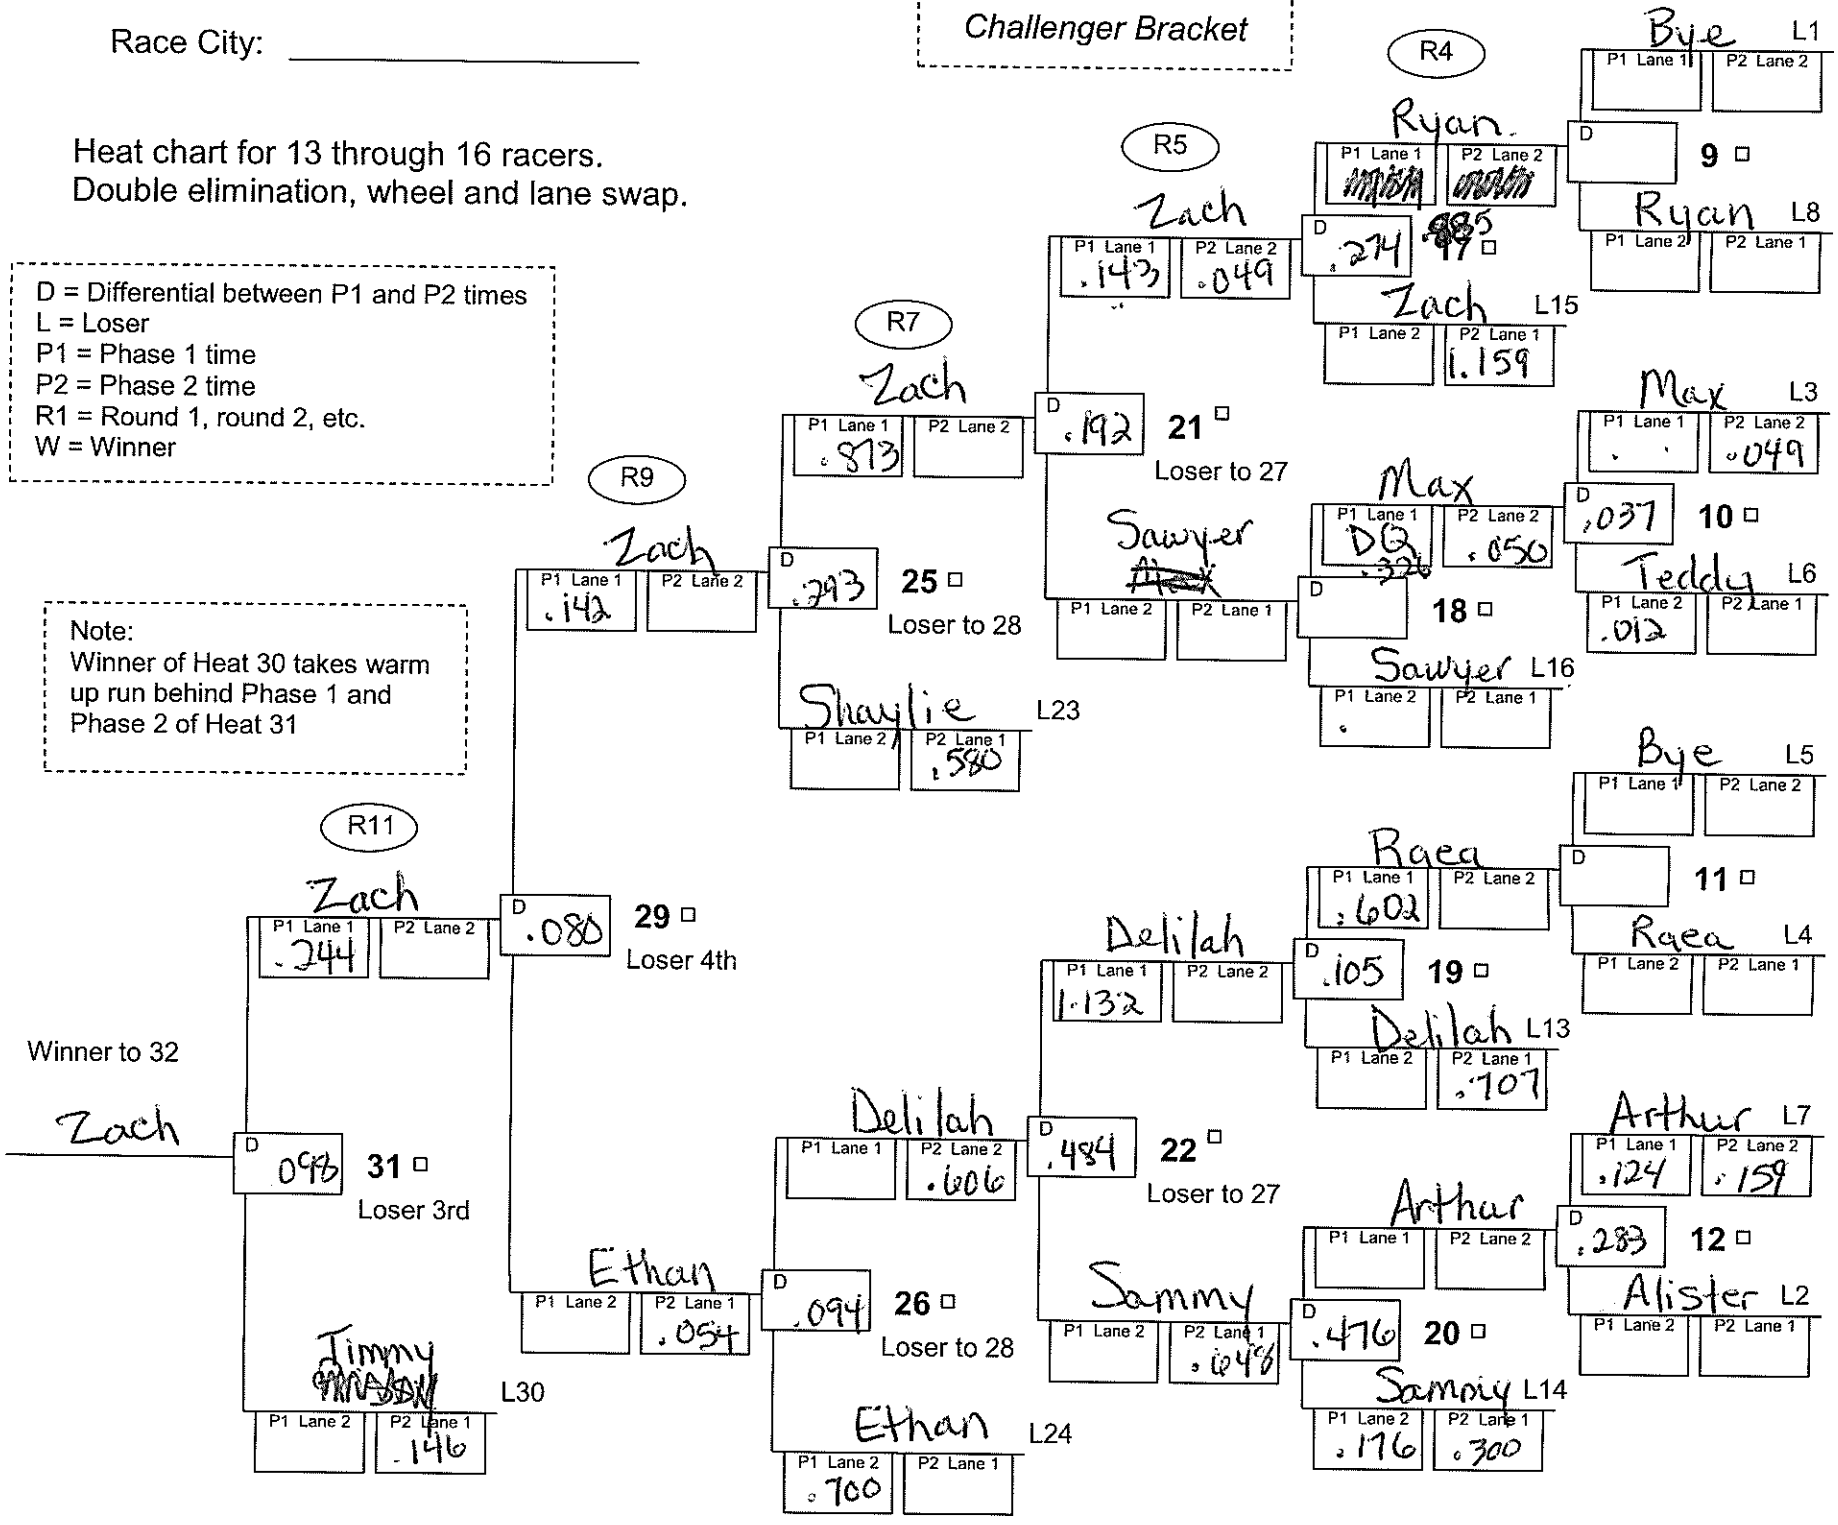 Race City:
Challenger Bracket
Heat chart for 13 through 16 racers.
Double elimination, wheel and lane swap.
D = Differential between P1 and P2 times
L = Loser
P1 = Phase 1 time
P2 = Phase 2 time
R1 = Round 1, round 2, etc.
W = Winner
Note:
Winner of Heat 30 takes warm
up run behind Phase 1 and
Phase 2 of Heat 31
R4
Bye L1
P1 Lane 1 P2 Lane 2
D 9
Ryan L8
P1 Lane 2 P2 Lane 1
Max L3
P1 Lane 1 P2 Lane 2
.049
D .037 10
Teddy L6
P1 Lane 2 P2 Lane 1
.012
Bye L5
P1 Lane 1 P2 Lane 2
D 11
Raea L4
P1 Lane 2 P2 Lane 1
Arthur L7
P1 Lane 1 P2 Lane 2
.124 .159
D .283 12
Alister L2
P1 Lane 2 P2 Lane 1
Ryan.
P1 Lane 1 P2 Lane 2
.885
D .274 17
Zach L15
P1 Lane 2 P2 Lane 1
1.159
Max
P1 Lane 1 P2 Lane 2
DQ .050
.326
D 18
Sawyer L16
P1 Lane 2 P2 Lane 1
Raea
P1 Lane 1 P2 Lane 2
.602
D .105 19
Delilah L13
P1 Lane 2 P2 Lane 1
.707
Arthur
P1 Lane 1 P2 Lane 2
D .476 20
Sammy L14
P1 Lane 2 P2 Lane 1
.176 .300
R5
Zach
P1 Lane 1 P2 Lane 2
.143 .049
D .192 21
Loser to 27
Sawyer
Max
P1 Lane 2 P2 Lane 1
Delilah
P1 Lane 1 P2 Lane 2
1.132
D .484 22
Loser to 27
Sammy
P1 Lane 2 P2 Lane 1
.648
R7
Zach
P1 Lane 1 P2 Lane 2
.873
D .293 25
Loser to 28
Shaylie L23
P1 Lane 2 P2 Lane 1
.580
Delilah
P1 Lane 1 P2 Lane 2
.606
D .094 26
Loser to 28
Ethan L24
P1 Lane 2 P2 Lane 1
.700
R9
Zach
P1 Lane 1 P2 Lane 2
.142
D .080 29
Loser 4th
Ethan
P1 Lane 2 P2 Lane 1
.054
R11
Zach
P1 Lane 1 P2 Lane 2
.244
D 098 31
Loser 3rd
Jimmy
L30
P1 Lane 2 P2 Lane 1
.146
Winner to 32
Zach